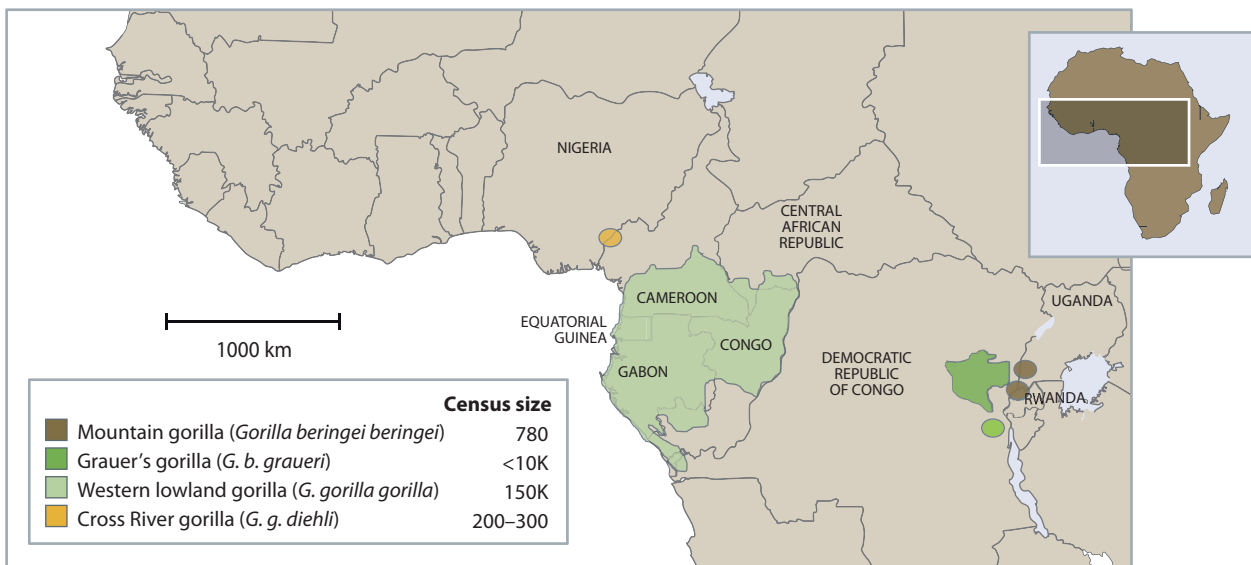 NIGERIA
CENTRAL
AFRICAN
REPUBLIC
CAMEROON
EQUATORIAL
GUINEA
CONGO
GABON
DEMOCRATIC
REPUBLIC
OF CONGO
UGANDA
RWANDA
1000 km
Census size
Mountain gorilla (Gorilla beringei beringei) 780
Grauer's gorilla (G. b. graueri) <10K
Western lowland gorilla (G. gorilla gorilla) 150K
Cross River gorilla (G. g. diehli) 200–300